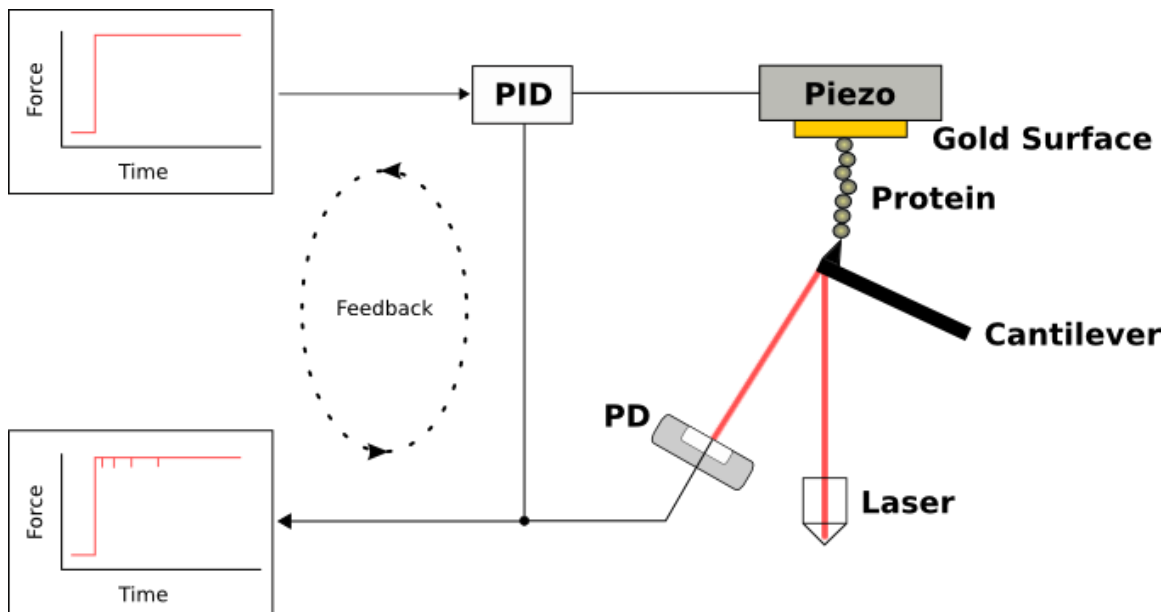 Force
Time
PID
Piezo
Gold Surface
Protein
Feedback
Cantilever
PD
Laser
Force
Time